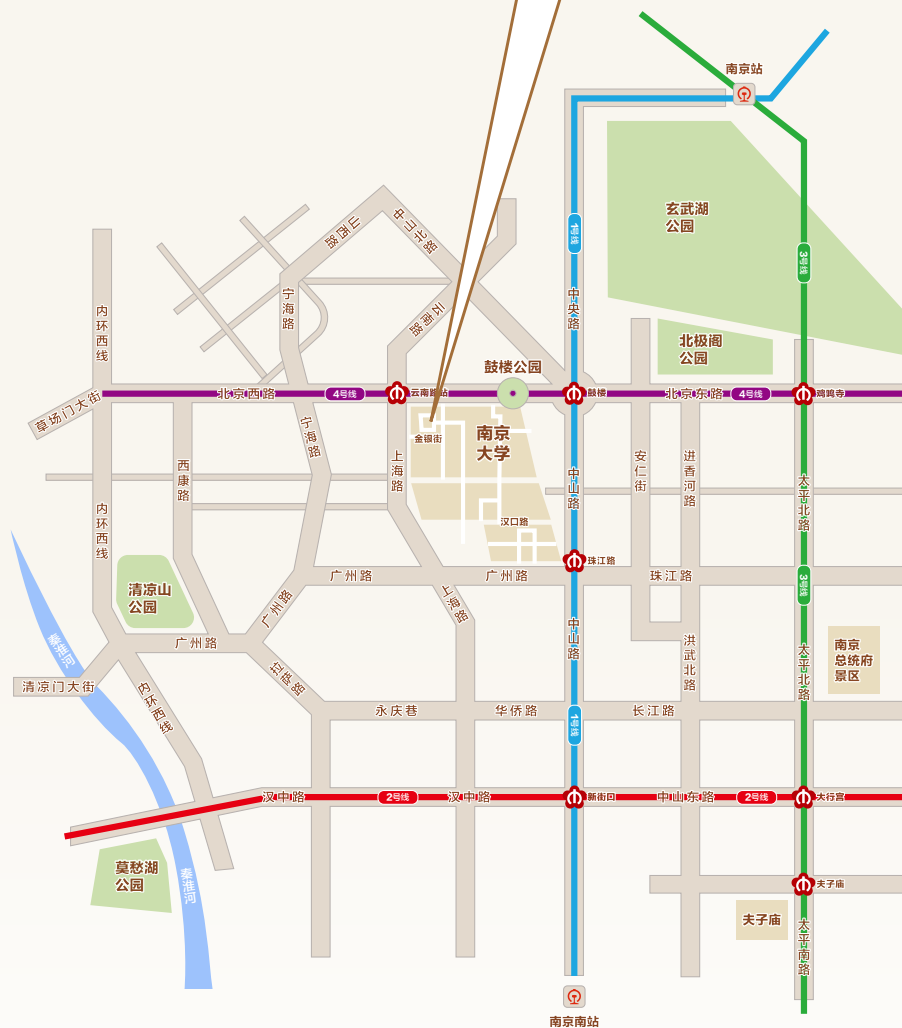 南京站
玄武湖
公园
1号线
3号线
山西路
中山北路
宁海路
内环西线
中央路
云南路
北极阁
公园
鼓楼公园
草场门大街
北京西路
4号线
云南路站
鼓楼
北京东路
4号线
鸡鸣寺
金银街
南京
大学
宁海路
西康路
上海路
中山路
安仁街
进香河路
太平北路
内环西线
汉口路
珠江路
广州路
广州路
珠江路
3号线
清凉山
公园
广州路
上海路
秦淮河
广州路
中山路
洪武北路
太平北路
南京
总统府
景区
清凉门大街
拉萨路
内环西线
永庆巷
华侨路
长江路
1号线
汉中路
2号线
汉中路
新街口
中山东路
2号线
大行宫
莫愁湖
公园
秦淮河
夫子庙
夫子庙
太平南路
南京南站